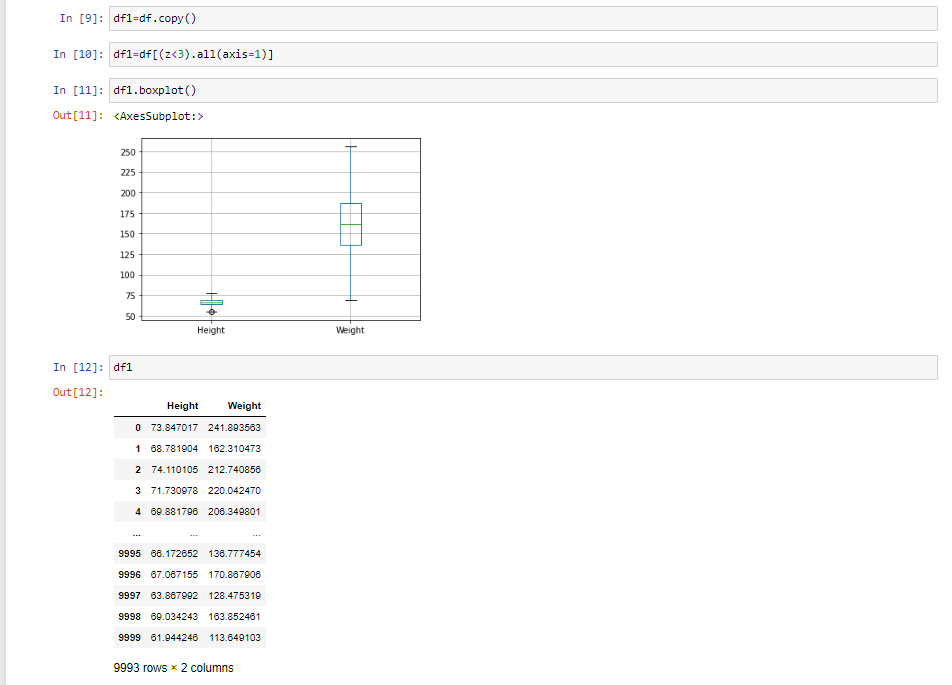 In [9]: df1=df.copy()
In [10]: df1=df[(z<3).all(axis=1)]
In [11]: df1.boxplot()
Out[11]: <AxesSubplot:>
250
225
200
175
150
125
100
75
50
Height Weight
In [12]: df1
Out[12]:
Height Weight
0 73.847017 241.893563
1 68.781904 162.310473
2 74.110105 212.740856
3 71.730978 220.042470
4 69.881796 206.349801
... ... ...
9995 66.172652 136.777454
9996 67.067155 170.867906
9997 63.867992 128.475319
9998 69.034243 163.852461
9999 61.944246 113.649103
9993 rows × 2 columns